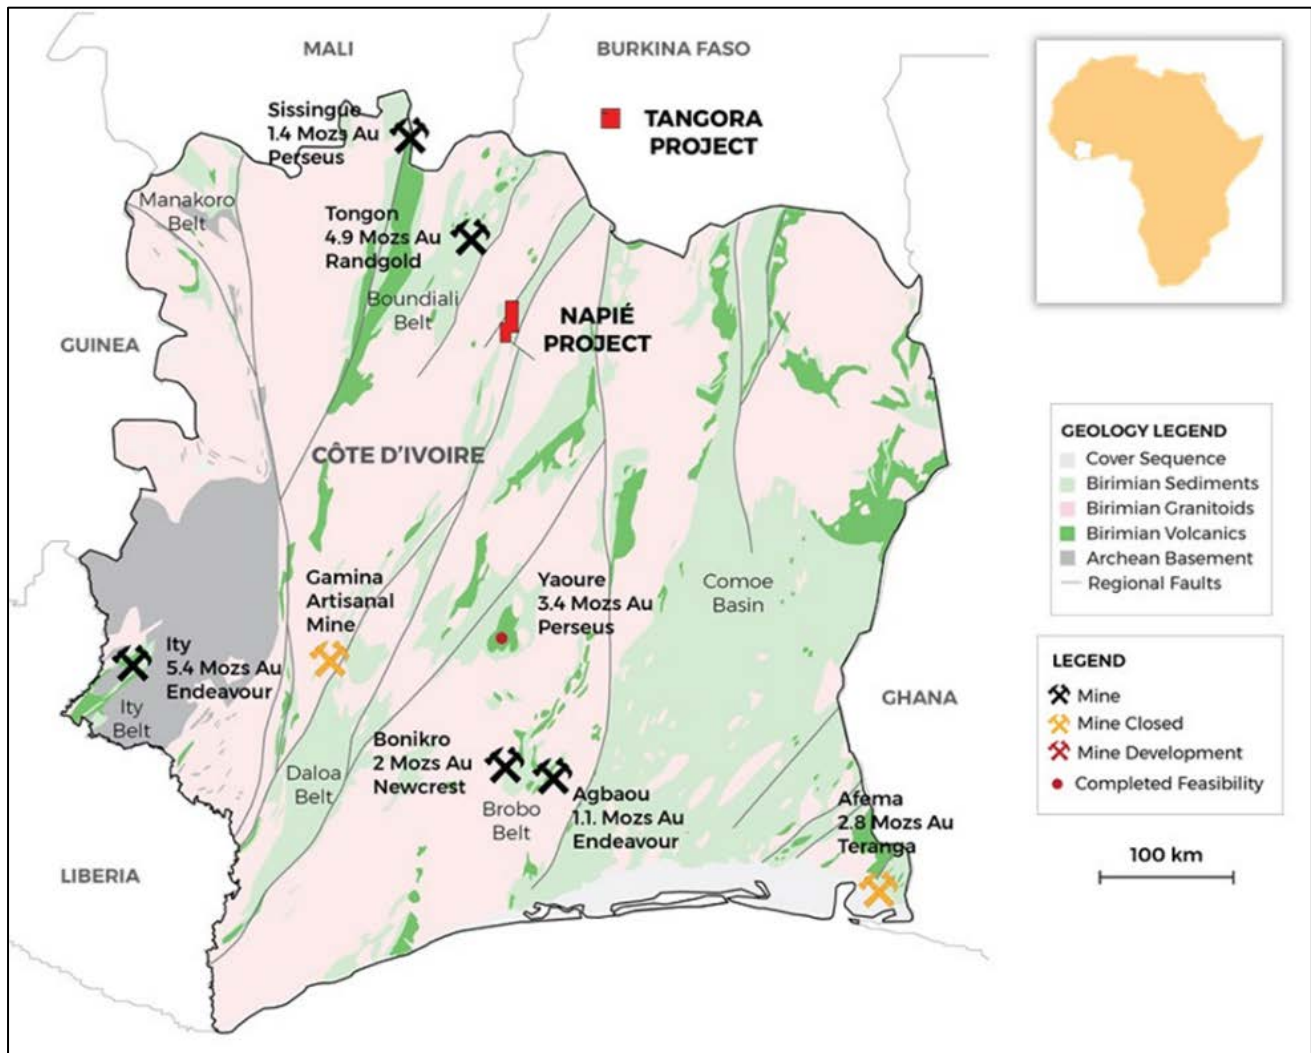 MALI
BURKINA FASO
Sissingue
1.4 Mozs Au
Perseus
TANGORA
PROJECT
Manakoro
Belt
Tongon
4.9 Mozs Au
Randgold
Boundiali
Belt
NAPIÉ
PROJECT
GUINEA
CÔTE D'IVOIRE
Gamina
Artisanal
Mine
Yaoure
3.4 Mozs Au
Perseus
Comoe
Basin
Ity
5.4 Mozs Au
Endeavour
Ity
Belt
GHANA
Bonikro
2 Mozs Au
Newcrest
Daloa
Belt
Brobo
Belt
Agbaou
1.1. Mozs Au
Endeavour
Afema
2.8 Mozs Au
Teranga
LIBERIA
GEOLOGY LEGEND
Cover Sequence
Birimian Sediments
Birimian Granitoids
Birimian Volcanics
Archean Basement
Regional Faults
LEGEND
Mine
Mine Closed
Mine Development
Completed Feasibility
100 km